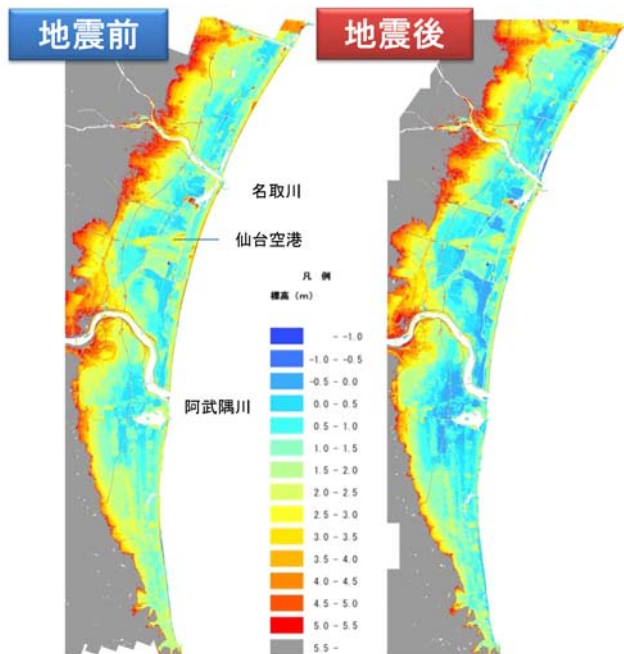 地震前
地震後
名取川
仙台空港
凡 例
標高 (m)
- -1.0
-1.0 - -0.5
-0.5 - 0.0
0.0 - 0.5
0.5 - 1.0
1.0 - 1.5
1.5 - 2.0
2.0 - 2.5
2.5 - 3.0
3.0 - 3.5
3.5 - 4.0
4.0 - 4.5
4.5 - 5.0
5.0 - 5.5
5.5 -
阿武隈川